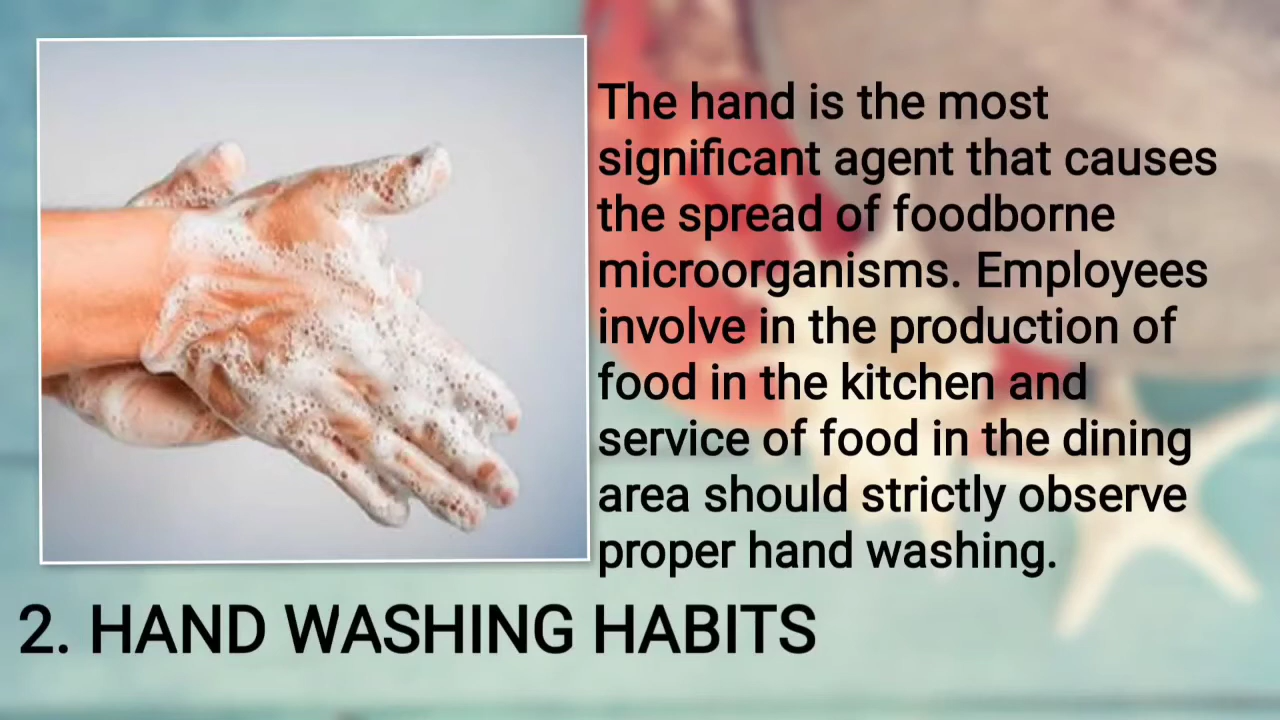 The hand is the most
significant agent that causes
the spread of foodborne
microorganisms. Employees
involve in the production of
food in the kitchen and
service of food in the dining
area should strictly observe
proper hand washing.
2. HAND WASHING HABITS